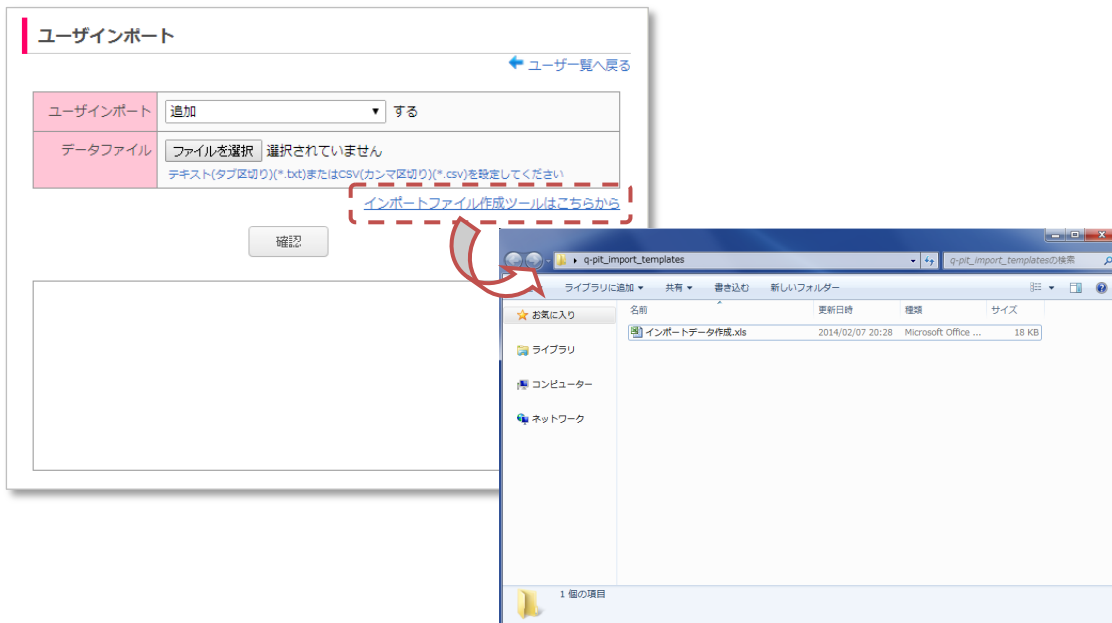 ユーザインポート
ユーザ一覧へ戻る
ユーザインポート 追加 する
データファイル ファイルを選択 選択されていません
テキスト(タブ区切り)(*.txt)またはCSV(カンマ区切り)(*.csv)を設定してください
インポートファイル作成ツールはこちらから
確認
q-pit_import_templates q-pit_import_templatesの検索
ライブラリに追加 共有 書き込む 新しいフォルダー
お気に入り 名前 更新日時 種類 サイズ
インポートデータ作成.xls 2014/02/07 20:28 Microsoft Office ... 18 KB
ライブラリ
コンピューター
ネットワーク
1 個の項目